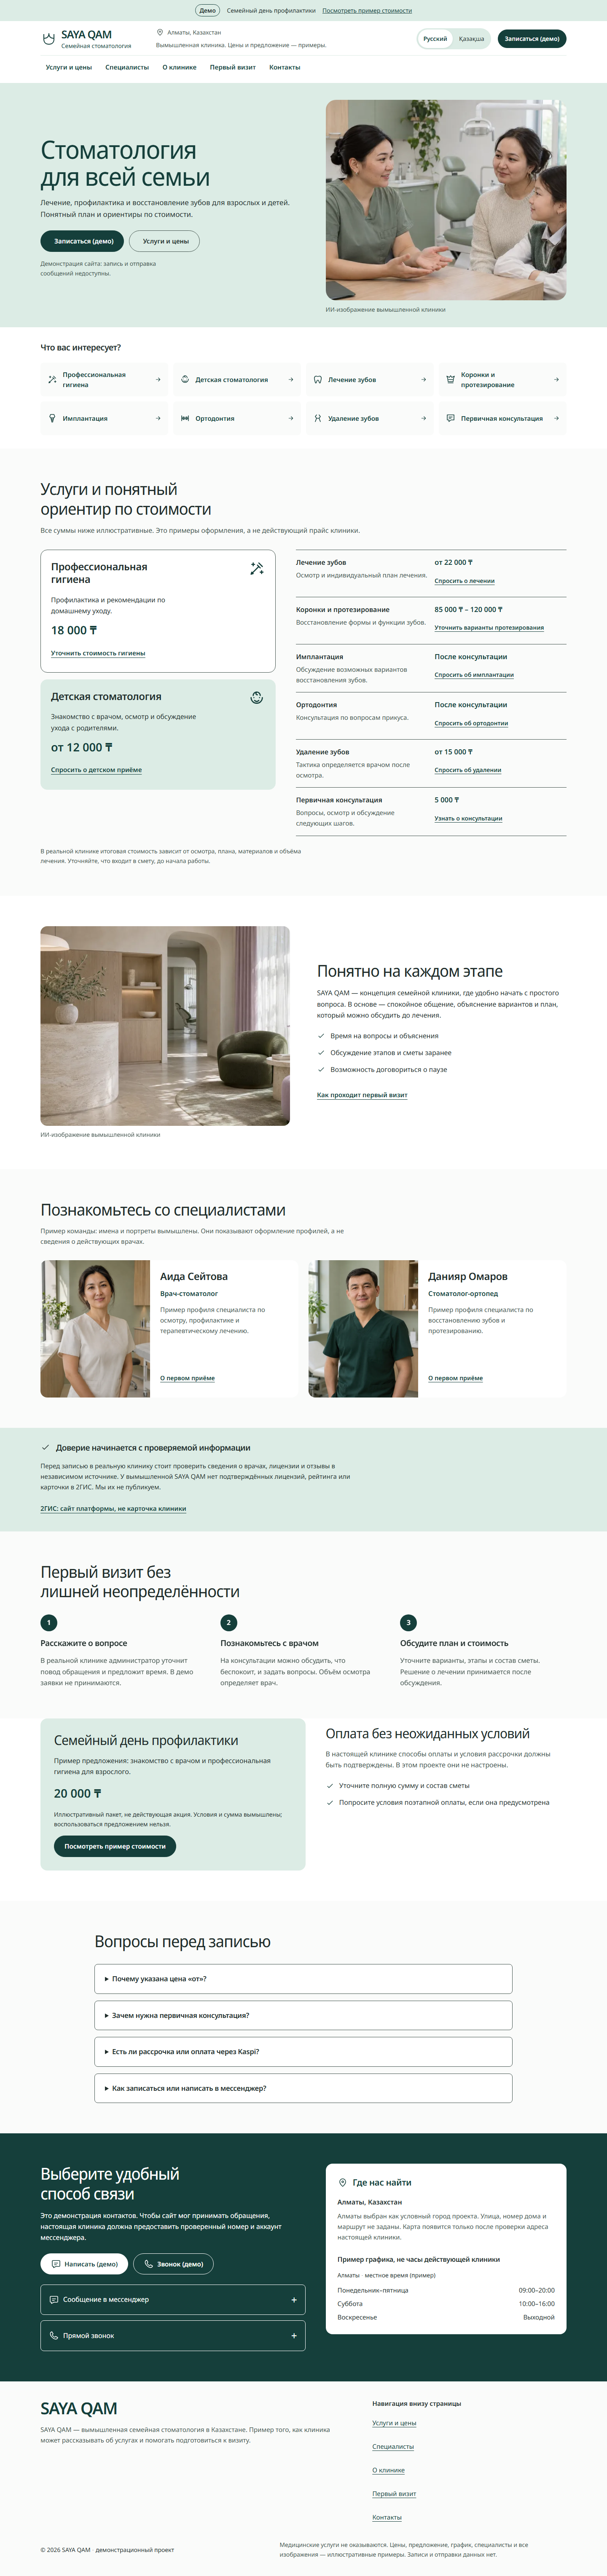 Демо Семейный день профилактики Посмотреть пример стоимости
SAYA QAM
Семейная стоматология
Алматы, Казахстан
Вымышленная клиника. Цены и предложение — примеры.
Русский Қазақша
Записаться (демо)
Услуги и цены Специалисты О клинике Первый визит Контакты
Стоматология
для всей семьи
Лечение, профилактика и восстановление зубов для взрослых и детей.
Понятный план и ориентиры по стоимости.
Записаться (демо) Услуги и цены
Демонстрация сайта: запись и отправка
сообщений недоступны.
ИИ-изображение вымышленной клиники
Что вас интересует?
Профессиональная
гигиена
Детская стоматология
Лечение зубов
Коронки и
протезирование
Имплантация
Ортодонтия
Удаление зубов
Первичная консультация
Услуги и понятный
ориентир по стоимости
Все суммы ниже иллюстративные. Это примеры оформления, а не действующий прайс клиники.
Профессиональная
гигиена
Профилактика и рекомендации по
домашнему уходу.
18 000 ₸
Уточнить стоимость гигиены
Детская стоматология
Знакомство с врачом, осмотр и обсуждение
ухода с родителями.
от 12 000 ₸
Спросить о детском приёме
Лечение зубов
Осмотр и индивидуальный план лечения.
от 22 000 ₸
Спросить о лечении
Коронки и протезирование
Восстановление формы и функции зубов.
85 000 ₸ – 120 000 ₸
Уточнить варианты протезирования
Имплантация
Обсуждение возможных вариантов
восстановления зубов.
После консультации
Спросить об имплантации
Ортодонтия
Консультация по вопросам прикуса.
После консультации
Спросить об ортодонтии
Удаление зубов
Тактика определяется врачом после
осмотра.
от 15 000 ₸
Спросить об удалении
Первичная консультация
Вопросы, осмотр и обсуждение
следующих шагов.
5 000 ₸
Узнать о консультации
В реальной клинике итоговая стоимость зависит от осмотра, плана, материалов и объёма
лечения. Уточняйте, что входит в смету, до начала работы.
ИИ-изображение вымышленной клиники
Понятно на каждом этапе
SAYA QAM — концепция семейной клиники, где удобно начать с простого
вопроса. В основе — спокойное общение, объяснение вариантов и план,
который можно обсудить до лечения.
Время на вопросы и объяснения
Обсуждение этапов и сметы заранее
Возможность договориться о паузе
Как проходит первый визит
Познакомьтесь со специалистами
Пример команды: имена и портреты вымышлены. Они показывают оформление профилей, а не
сведения о действующих врачах.
Аида Сейтова
Врач-стоматолог
Пример профиля специалиста по
осмотру, профилактике и
терапевтическому лечению.
О первом приёме
Данияр Омаров
Стоматолог-ортопед
Пример профиля специалиста по
восстановлению зубов и
протезированию.
О первом приёме
Доверие начинается с проверяемой информации
Перед записью в реальную клинику стоит проверить сведения о врачах, лицензии и отзывы в
независимом источнике. У вымышленной SAYA QAM нет подтверждённых лицензий, рейтинга или
карточки в 2ГИС. Мы их не публикуем.
2ГИС: сайт платформы, не карточка клиники
Первый визит без
лишней неопределённости
1
Расскажите о вопросе
В реальной клинике администратор уточнит
повод обращения и предложит время. В демо
заявки не принимаются.
2
Познакомьтесь с врачом
На консультации можно обсудить, что
беспокоит, и задать вопросы. Объём осмотра
определяет врач.
3
Обсудите план и стоимость
Уточните варианты, этапы и состав сметы.
Решение о лечении принимается после
обсуждения.
Семейный день профилактики
Пример предложения: знакомство с врачом и профессиональная
гигиена для взрослого.
20 000 ₸
Иллюстративный пакет, не действующая акция. Условия и сумма вымышлены;
воспользоваться предложением нельзя.
Посмотреть пример стоимости
Оплата без неожиданных условий
В настоящей клинике способы оплаты и условия рассрочки должны
быть подтверждены. В этом проекте они не настроены.
Уточните полную сумму и состав сметы
Попросите условия поэтапной оплаты, если она предусмотрена
Вопросы перед записью
Почему указана цена «от»?
Зачем нужна первичная консультация?
Есть ли рассрочка или оплата через Kaspi?
Как записаться или написать в мессенджер?
Выберите удобный
способ связи
Это демонстрация контактов. Чтобы сайт мог принимать обращения,
настоящая клиника должна предоставить проверенный номер и аккаунт
мессенджера.
Написать (демо) Звонок (демо)
Сообщение в мессенджер +
Прямой звонок +
Где нас найти
Алматы, Казахстан
Алматы выбран как условный город проекта. Улица, номер дома и
маршрут не заданы. Карта появится только после проверки адреса
настоящей клиники.
Пример графика, не часы действующей клиники
Алматы · местное время (пример)
Понедельник–пятница 09:00–20:00
Суббота 10:00–16:00
Воскресенье Выходной
SAYA QAM
SAYA QAM — вымышленная семейная стоматология в Казахстане. Пример того, как клиника
может рассказывать об услугах и помогать подготовиться к визиту.
Навигация внизу страницы
Услуги и цены
Специалисты
О клинике
Первый визит
Контакты
© 2026 SAYA QAM · демонстрационный проект
Медицинские услуги не оказываются. Цены, предложение, график, специалисты и все
изображения — иллюстративные примеры. Записи и отправки данных нет.